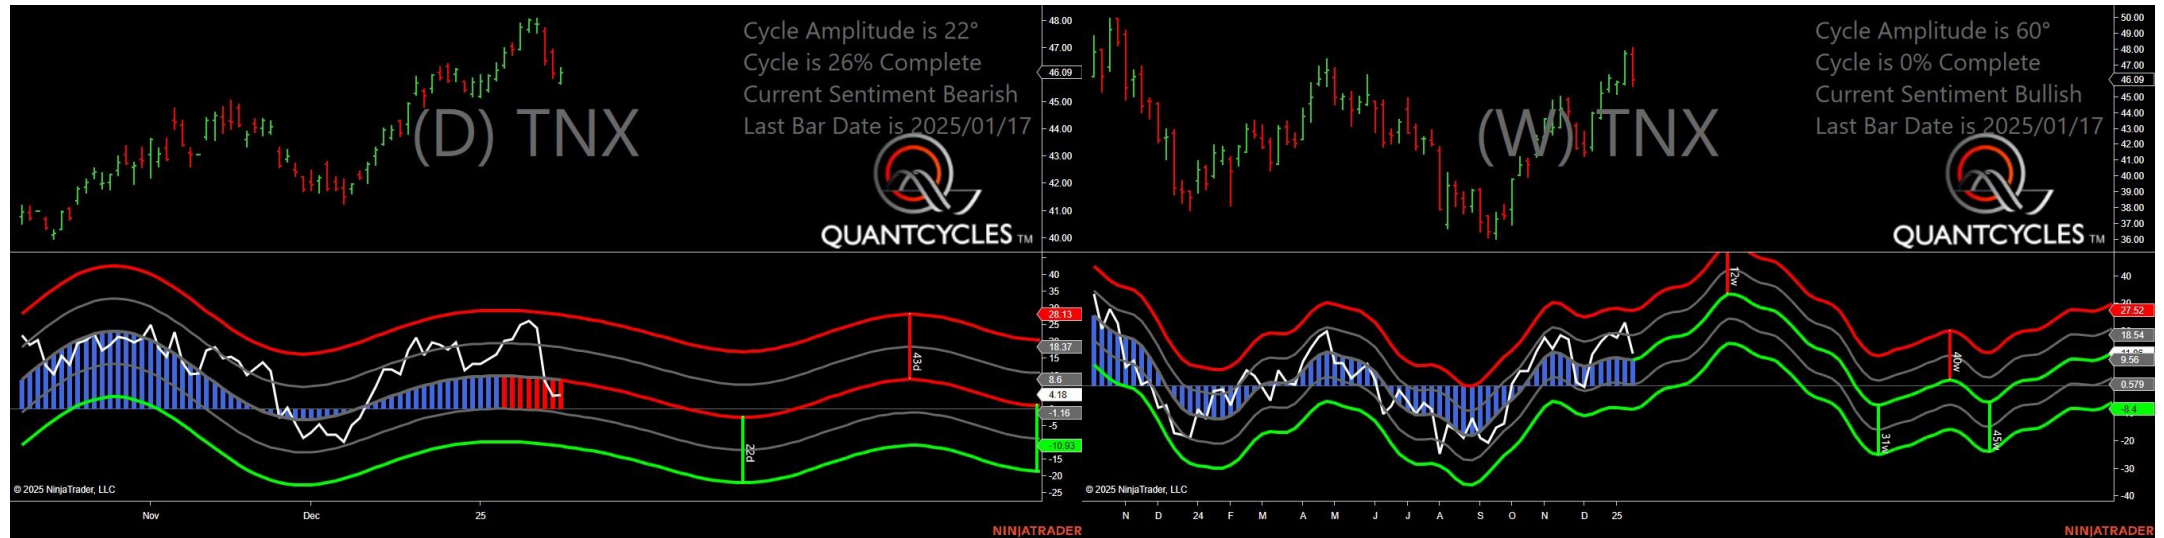 Cycle Amplitude is 22°
Cycle is 26% Complete
Current Sentiment Bearish
Last Bar Date is 2025/01/17
(D) TNX
QUANTCYCLES TM
48.00
47.00
46.09
45.00
44.00
43.00
42.00
41.00
40.00
40
35
28.13
25
18.37
15
8.6
4.18
-1.16
-5
-10.93
-15
-20
-25
43d
22d
© 2025 NinjaTrader, LLC
Nov
Dec
25
NINJATRADER
Cycle Amplitude is 60°
Cycle is 0% Complete
Current Sentiment Bullish
Last Bar Date is 2025/01/17
(W) TNX
QUANTCYCLES TM
50.00
49.00
48.00
47.00
46.09
45.00
44.00
43.00
42.00
41.00
40.00
39.00
38.00
37.00
36.00
40
27.52
18.54
9.56
0.579
-8.4
-20
-30
-40
12w
40w
31w
45w
© 2025 NinjaTrader, LLC
N D 24 F M A M J J A S O N D 25
NINJATRADER